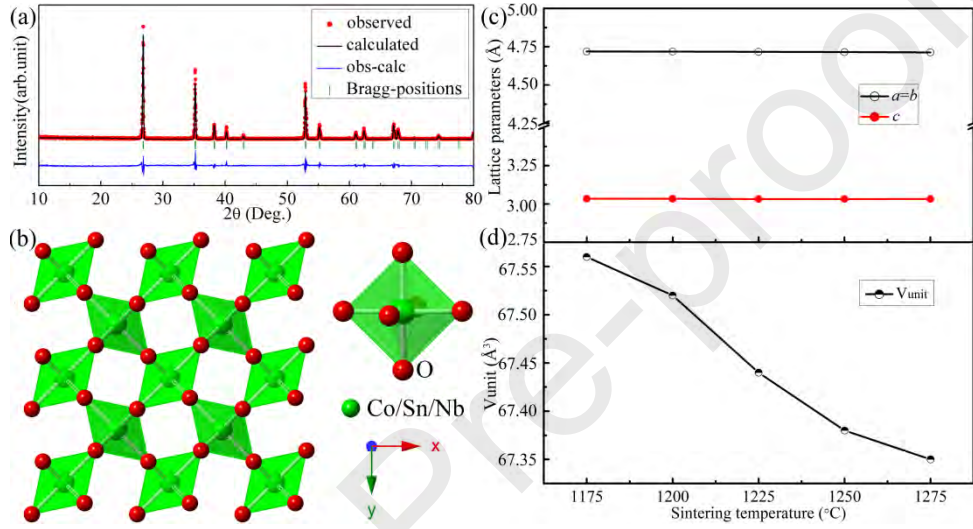 (a)
observed
calculated
obs-calc
Bragg-positions
Intensity(arb.unit)
10 20 30 40 50 60 70 80
2θ (Deg.)
(b)
O
Co/Sn/Nb
x
y
(c)
5.00
4.75
4.50
4.25
3.25
3.00
2.75
Lattice parameters (Å)
a=b
c
(d)
67.55
67.50
67.45
67.40
67.35
Vunit (Å³)
Vunit
1175 1200 1225 1250 1275
Sintering temperature (°C)
Pre-proo